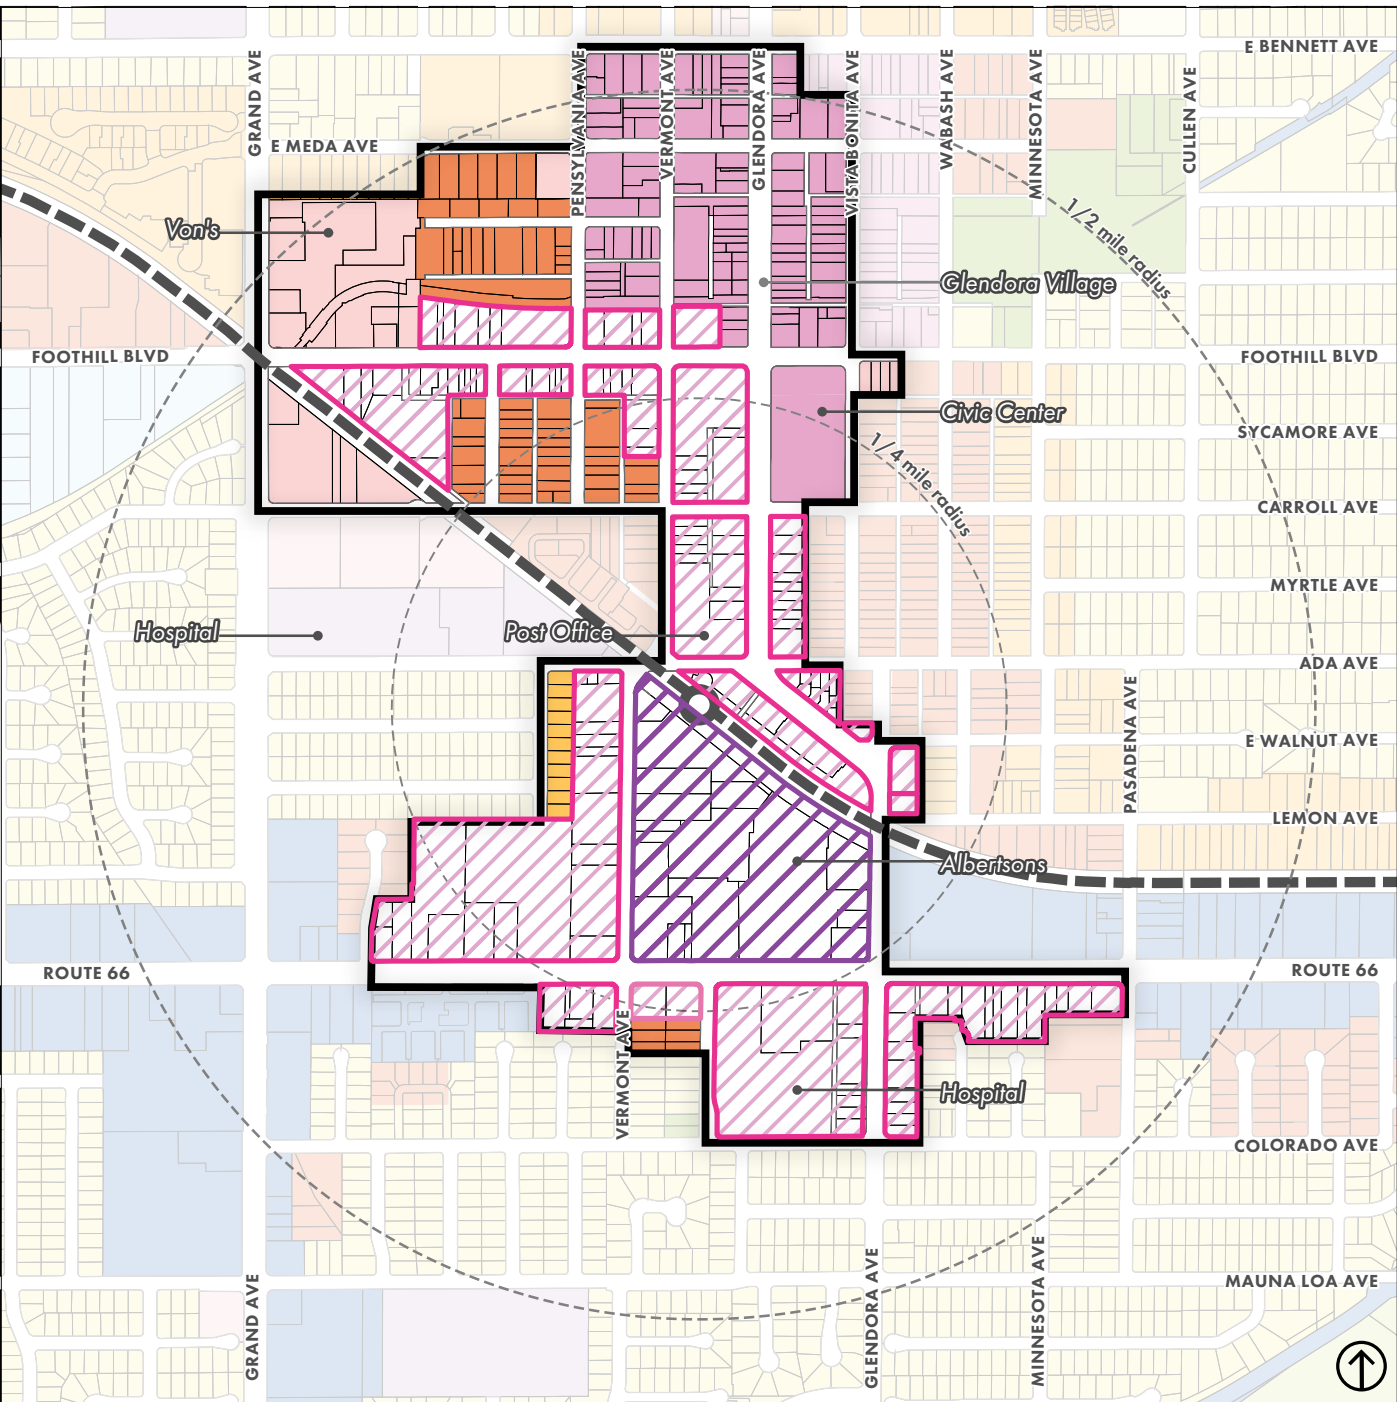 E BENNETT AVE
GRAND AVE
PENSYLVANIA AVE
VERMONT AVE
GLENDORA AVE
VISTA BONITA AVE
WABASH AVE
MINNESOTA AVE
CULLEN AVE
E MEDA AVE
Von's
1/2 mile radius
Glendora Village
FOOTHILL BLVD
FOOTHILL BLVD
Civic Center
SYCAMORE AVE
1/4 mile radius
CARROLL AVE
MYRTLE AVE
Hospital
Post Office
ADA AVE
PASADENA AVE
E WALNUT AVE
LEMON AVE
Albertsons
ROUTE 66
ROUTE 66
VERMONT AVE
Hospital
COLORADO AVE
GRAND AVE
GLENDORA AVE
MINNESOTA AVE
MAUNA LOA AVE